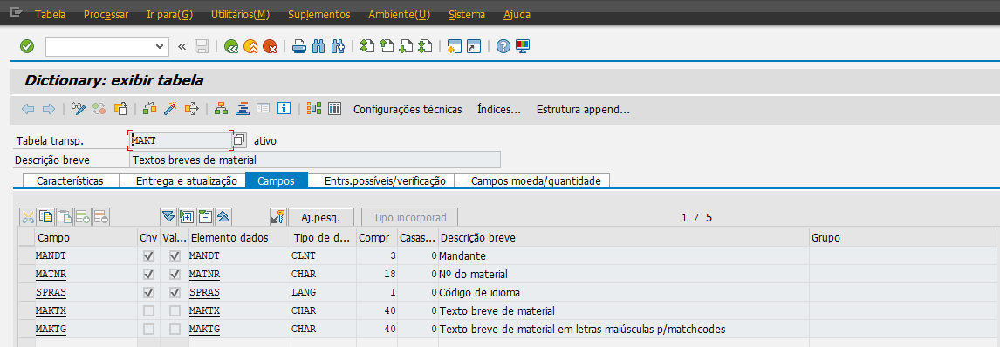 Tabela Processar Ir para(G) Utilitários(M) Suplementos Ambiente(U) Sistema Ajuda
Dictionary: exibir tabela
Configurações técnicas Índices... Estrutura append...
Tabela transp. MAKT ativo
Descrição breve Textos breves de material
Características Entrega e atualização Campos Entrs.possíveis/verificação Campos moeda/quantidade
Aj.pesq. Tipo incorporad 1 / 5
Campo Chv Val... Elemento dados Tipo de d... Compr Casas... Descrição breve Grupo
MANDT MANDT CLNT 3 0 Mandante
MATNR MATNR CHAR 18 0 Nº do material
SPRAS SPRAS LANG 1 0 Código de idioma
MAKTX MAKTX CHAR 40 0 Texto breve de material
MAKTG MAKTG CHAR 40 0 Texto breve de material em letras maiúsculas p/matchcodes